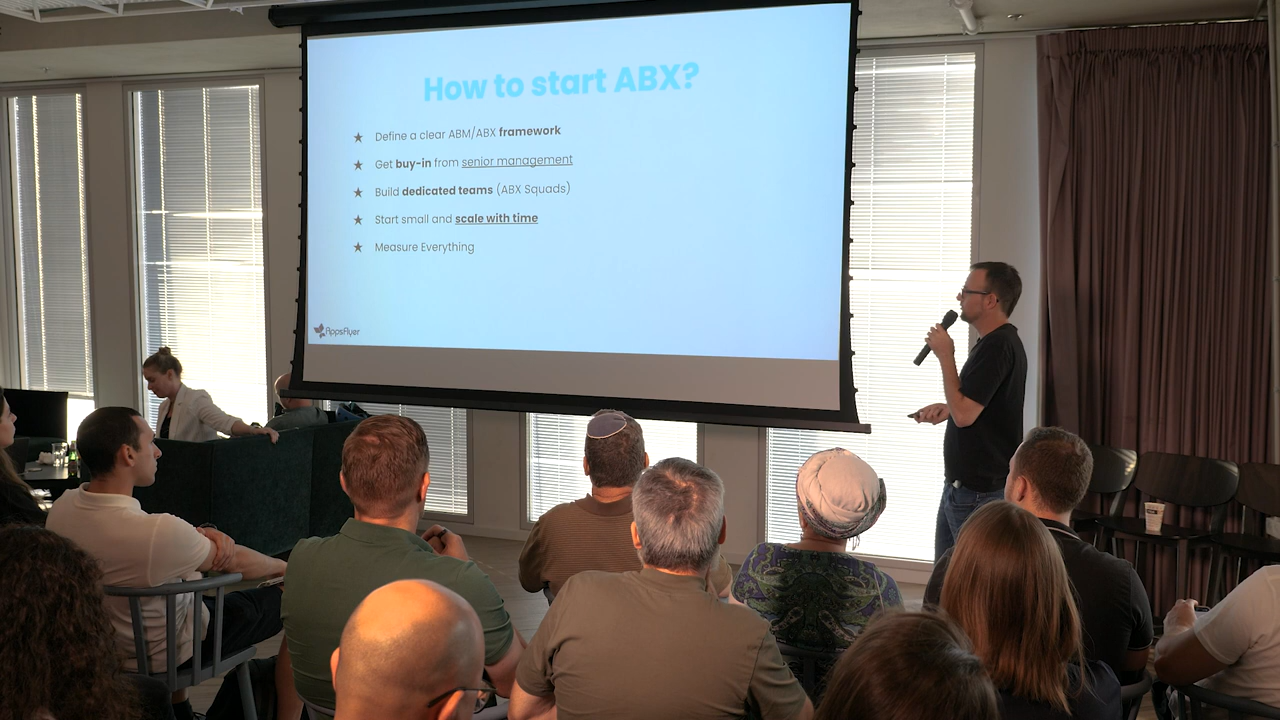 How to start ABX?
★ Define a clear ABM/ABX framework
★ Get buy-in from senior management
★ Build dedicated teams (ABX Squads)
★ Start small and scale with time
★ Measure Everything
AppsFlyer